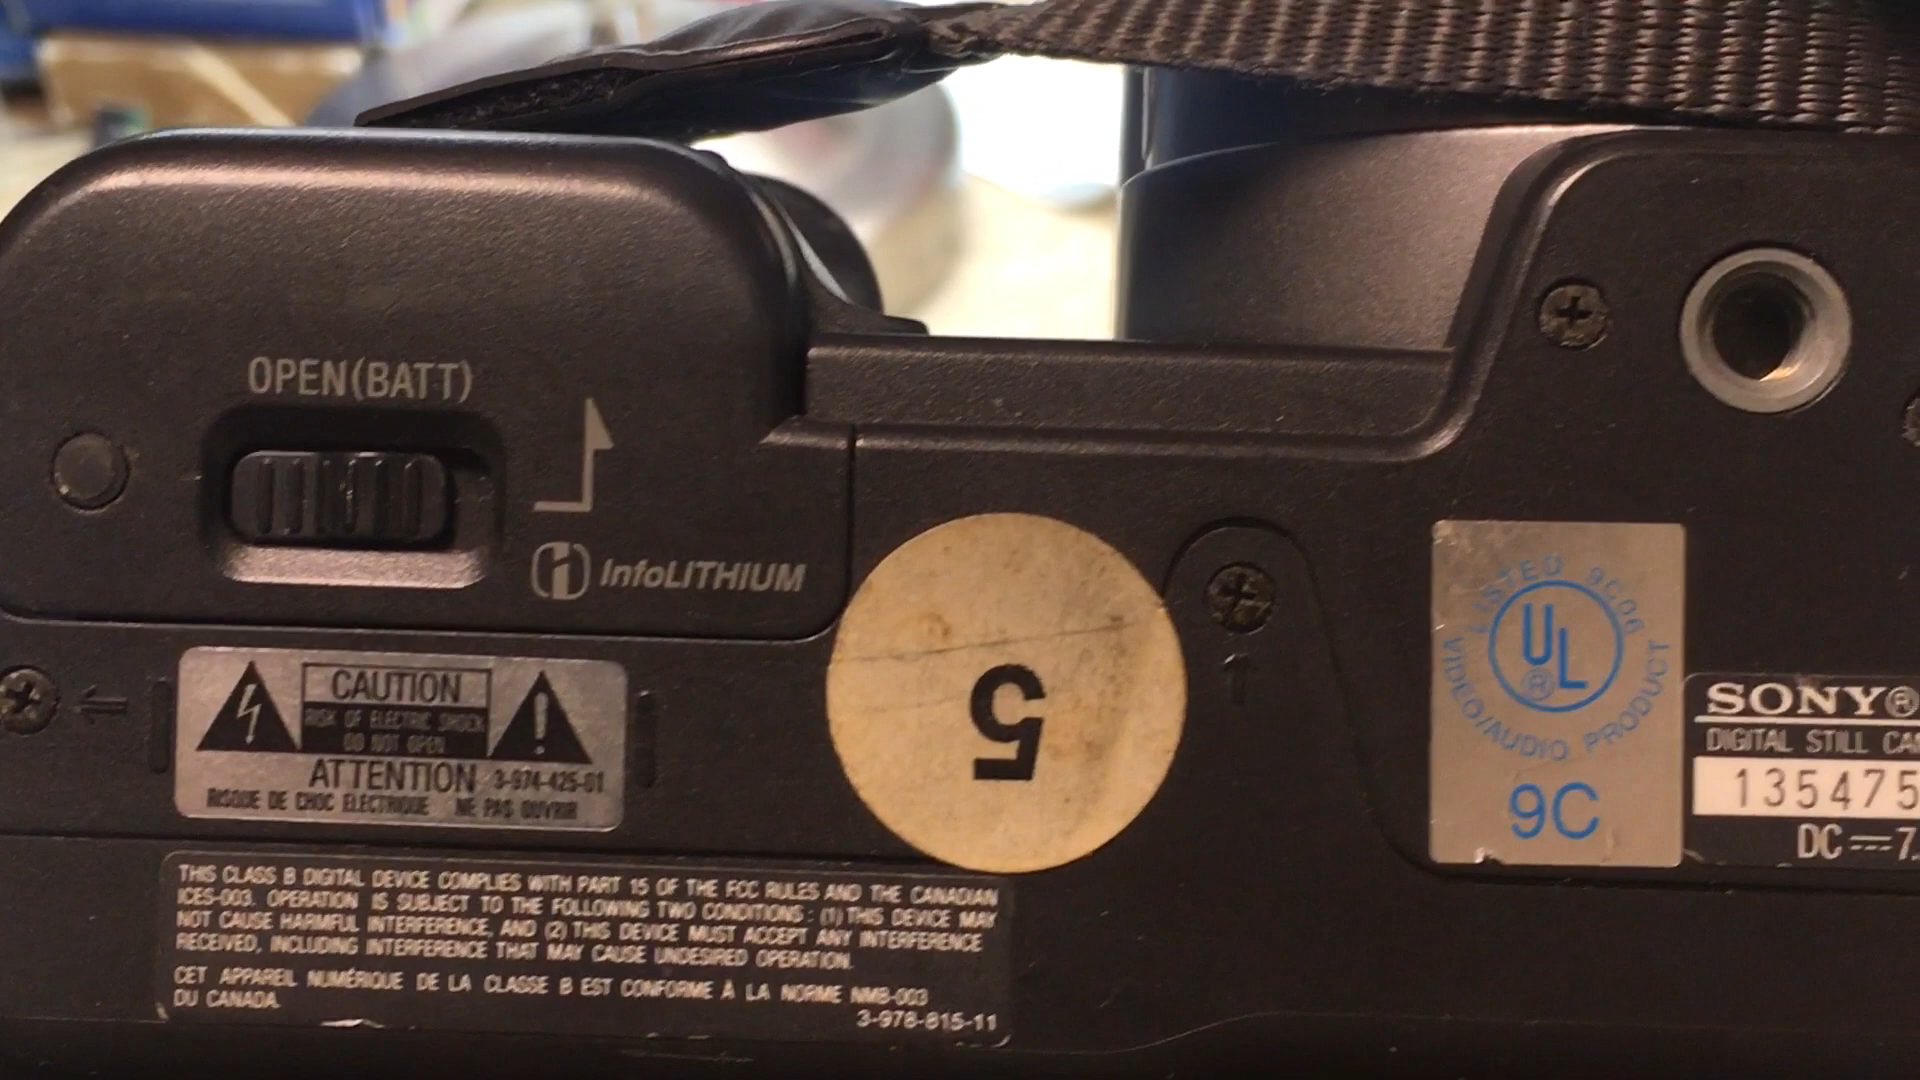 OPEN(BATT)
InfoLITHIUM
CAUTION
RISK OF ELECTRIC SHOCK
DO NOT OPEN
ATTENTION 3-974-425-01
RISQUE DE CHOC ELECTRIQUE NE PAS OUVRIR
5
LISTED 9C06
UL®
VIDEO/AUDIO PRODUCT
9C
SONY®
DIGITAL STILL CA
135475
DC 7.
THIS CLASS B DIGITAL DEVICE COMPLIES WITH PART 15 OF THE FCC RULES AND THE CANADIAN
ICES-003. OPERATION IS SUBJECT TO THE FOLLOWING TWO CONDITIONS : (1) THIS DEVICE MAY
NOT CAUSE HARMFUL INTERFERENCE, AND (2) THIS DEVICE MUST ACCEPT ANY INTERFERENCE
RECEIVED, INCLUDING INTERFERENCE THAT MAY CAUSE UNDESIRED OPERATION.
CET APPAREIL NUMÉRIQUE DE LA CLASSE B EST CONFORME À LA NORME NMB-003
DU CANADA.
3-978-815-11